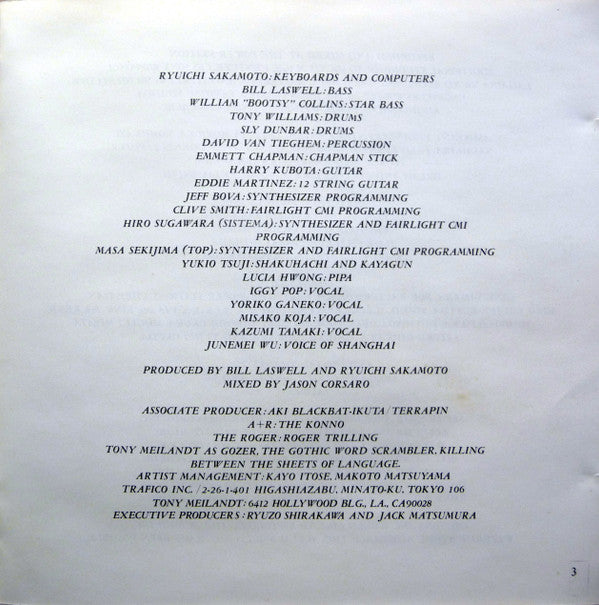 RYUICHI SAKAMOTO: KEYBOARDS AND COMPUTERS
BILL LASWELL: BASS
WILLIAM "BOOTSY" COLLINS: STAR BASS
TONY WILLIAMS: DRUMS
SLY DUNBAR: DRUMS
DAVID VAN TIEGHEM: PERCUSSION
EMMETT CHAPMAN: CHAPMAN STICK
HARRY KUBOTA: GUITAR
EDDIE MARTINEZ: 12 STRING GUITAR
JEFF BOVA: SYNTHESIZER PROGRAMMING
CLIVE SMITH: FAIRLIGHT CMI PROGRAMMING
HIRO SUGAWARA (SISTEMA): SYNTHESIZER AND FAIRLIGHT CMI
PROGRAMMING
MASA SEKIJIMA (TOP): SYNTHESIZER AND FAIRLIGHT CMI PROGRAMMING
YUKIO TSUJI: SHAKUHACHI AND KAYAGUN
LUCIA HWONG: PIPA
IGGY POP: VOCAL
YORIKO GANEKO: VOCAL
MISAKO KOJA: VOCAL
KAZUMI TAMAKI: VOCAL
JUNEMEI WU: VOICE OF SHANGHAI
PRODUCED BY BILL LASWELL AND RYUICHI SAKAMOTO
MIXED BY JASON CORSARO
ASSOCIATE PRODUCER: AKI BLACKBAT-IKUTA/TERRAPIN
A+R: THE KONNO
THE ROGER: ROGER TRILLING
TONY MEILANDT AS GOZER, THE GOTHIC WORD SCRAMBLER, KILLING
BETWEEN THE SHEETS OF LANGUAGE.
ARTIST MANAGEMENT: KAYO ITOSE, MAKOTO MATSUYAMA
TRAFICO INC. /2-26-1-401 HIGASHIAZABU, MINATO-KU, TOKYO 106
TONY MEILANDT: 6412 HOLLYWOOD BLG., LA., CA90028
EXECUTIVE PRODUCERS: RYUZO SHIRAKAWA AND JACK MATSUMURA
3